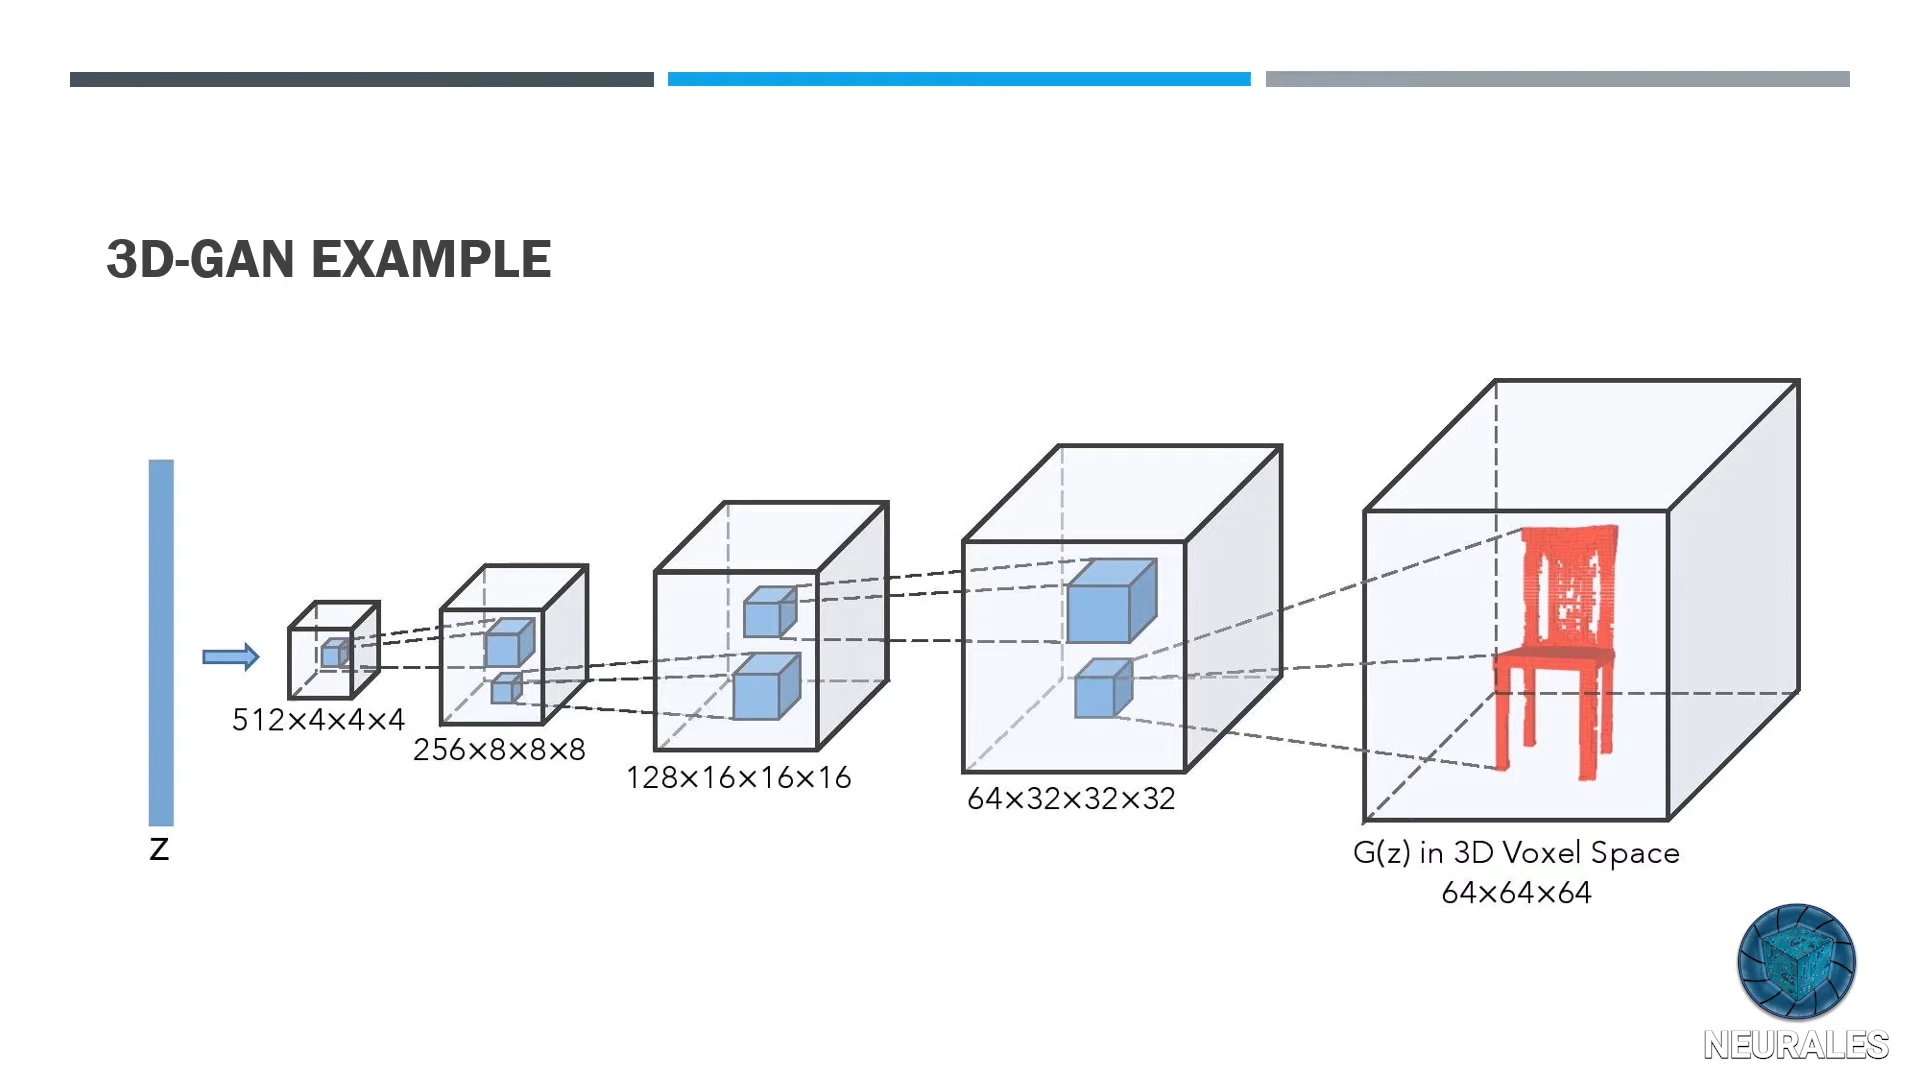 3D-GAN EXAMPLE
z
512×4×4×4
256×8×8×8
128×16×16×16
64×32×32×32
G(z) in 3D Voxel Space
64×64×64
NEURALES